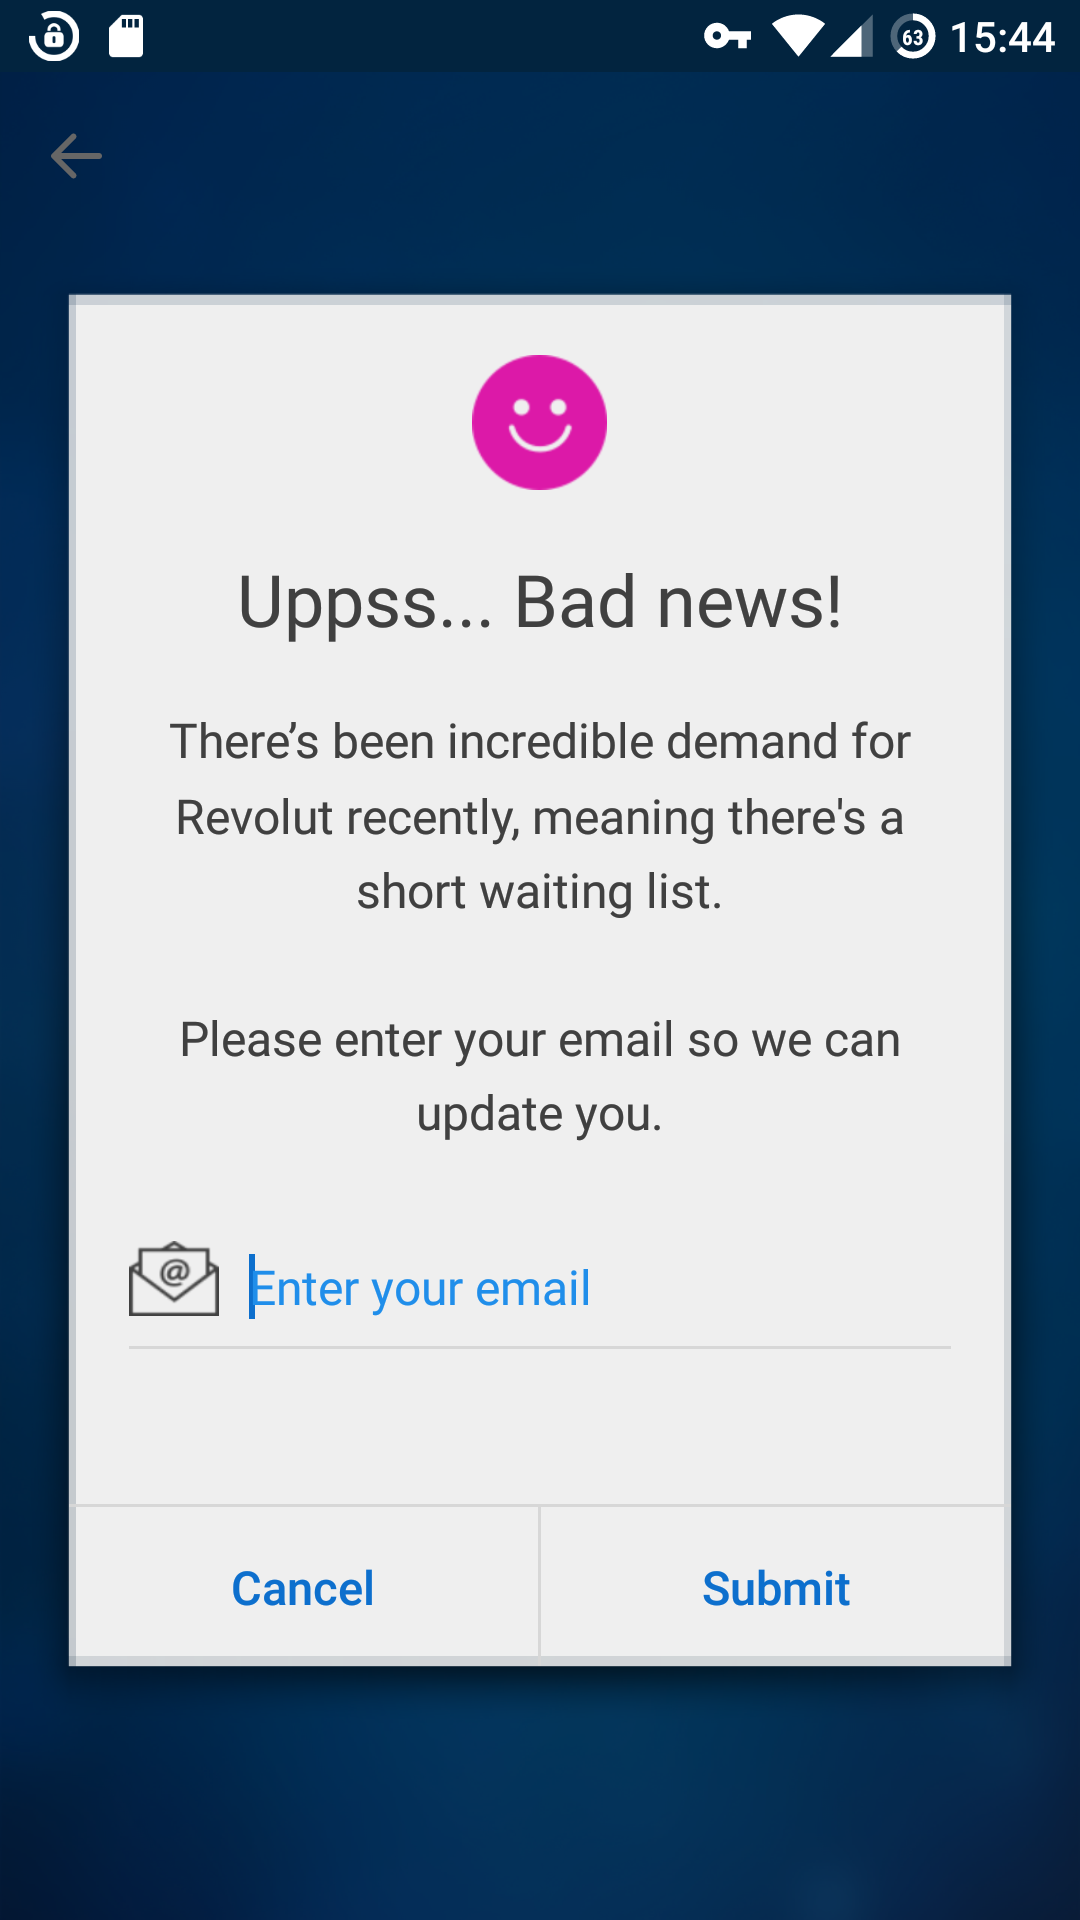 63 15:44
Uppss... Bad news!
There’s been incredible demand for
Revolut recently, meaning there's a
short waiting list.
Please enter your email so we can
update you.
@ Enter your email
Cancel Submit